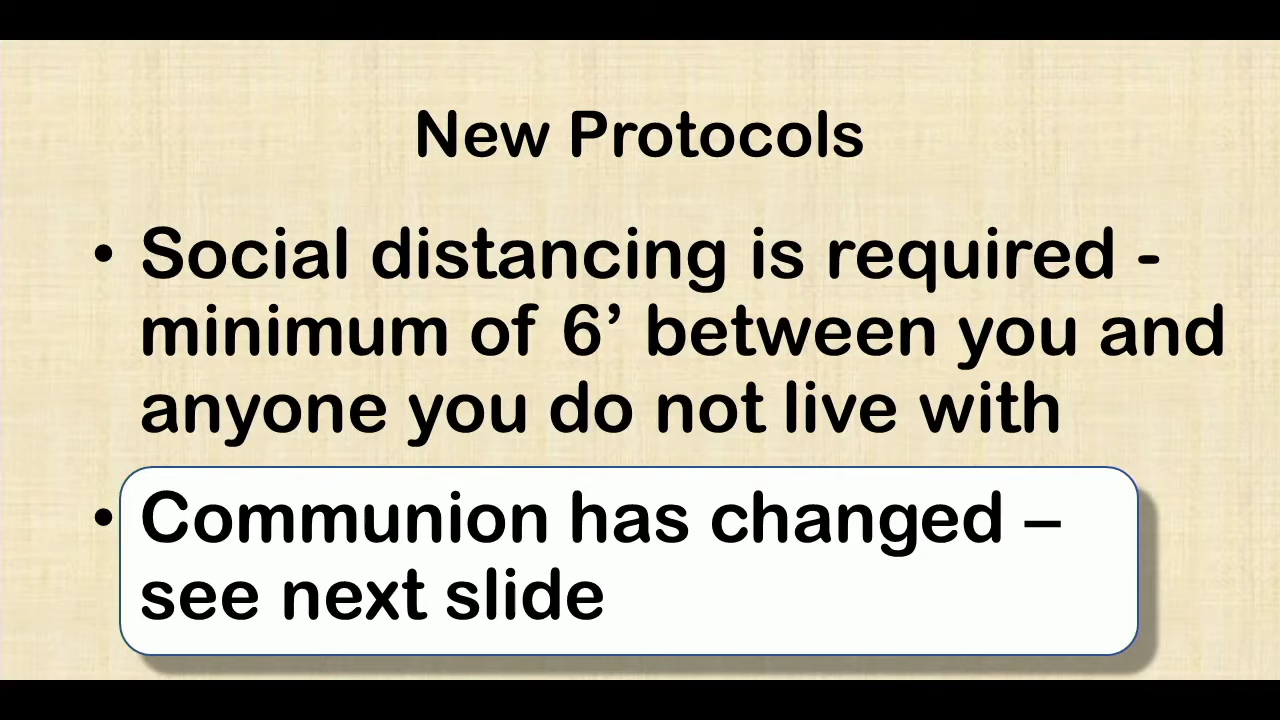 New Protocols
• Social distancing is required -
minimum of 6’ between you and
anyone you do not live with
• Communion has changed –
see next slide